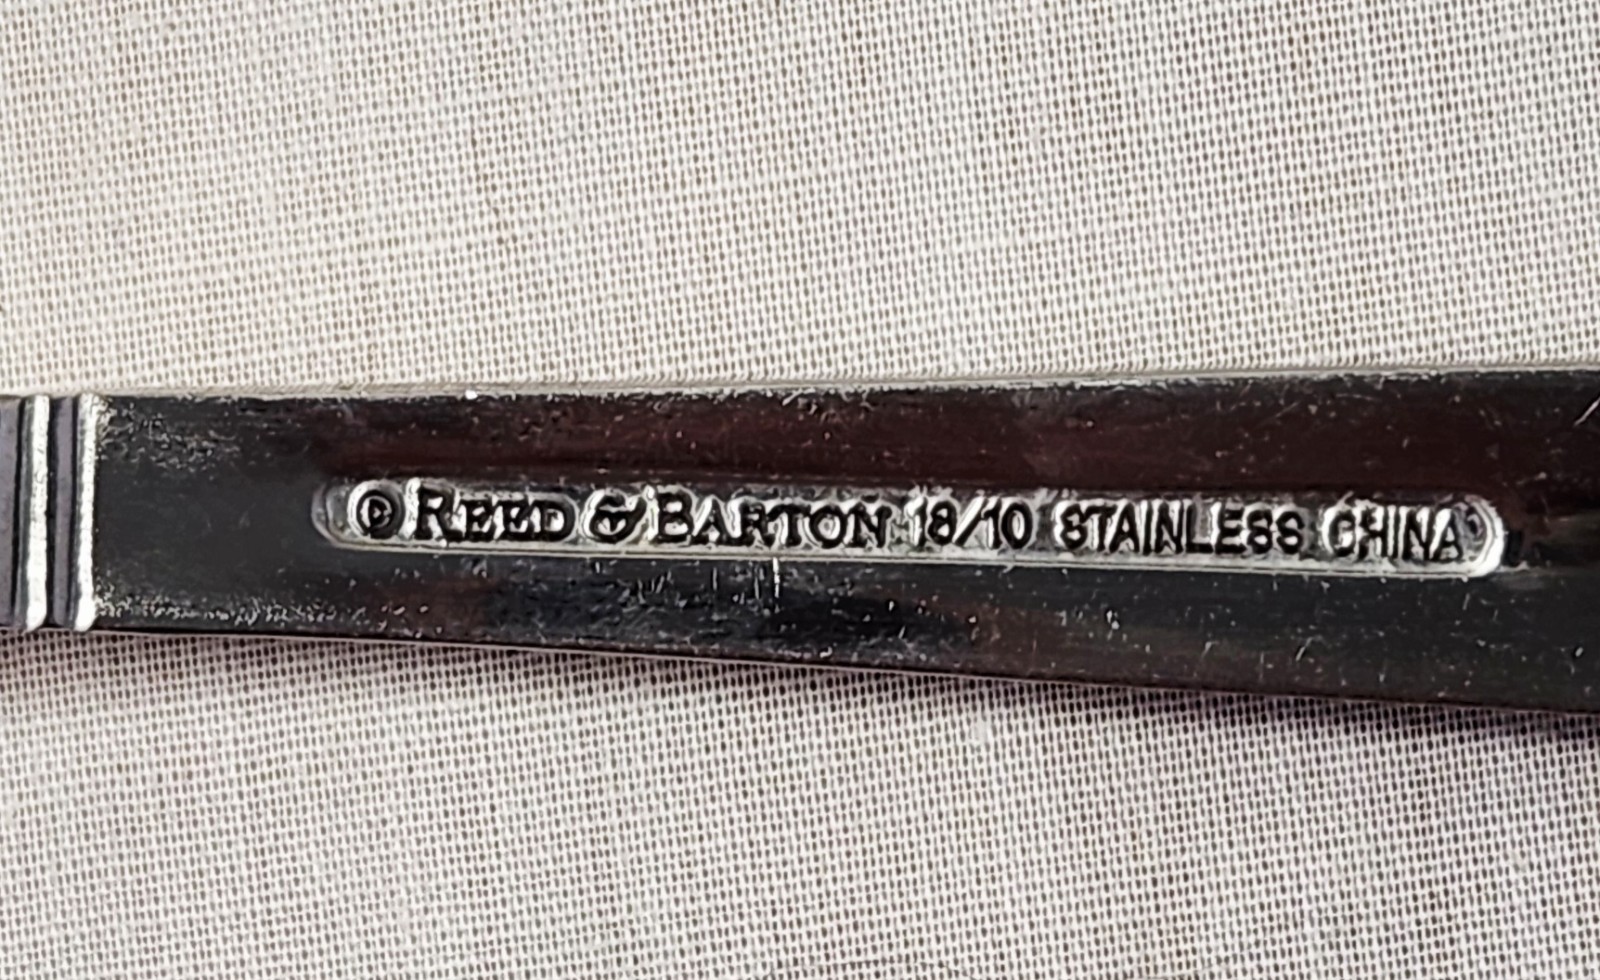 © REED & BARTON 18/10 STAINLESS CHINA